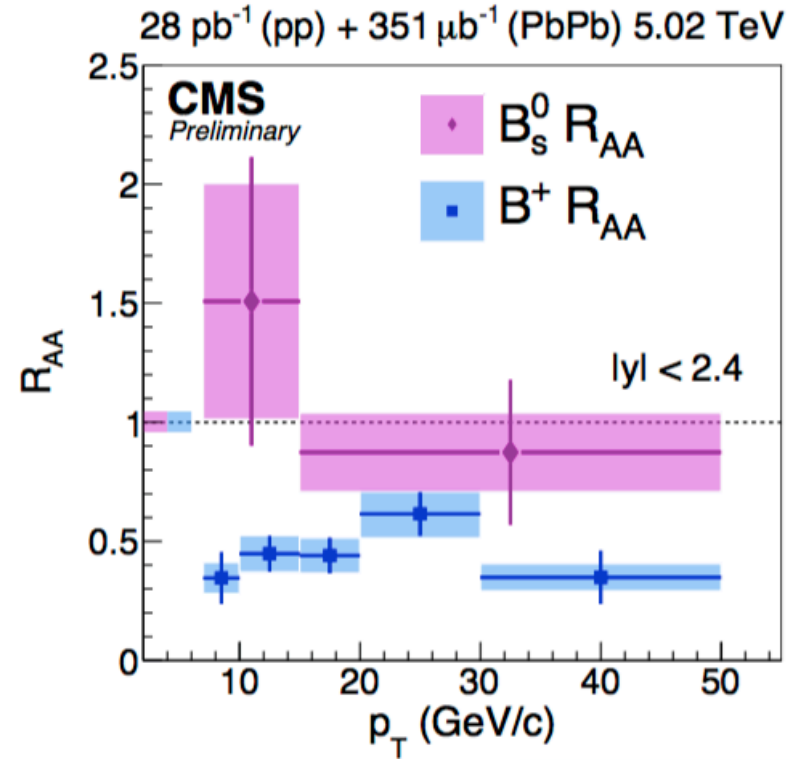 28 pb⁻¹ (pp) + 351 μb⁻¹ (PbPb) 5.02 TeV
CMS
Preliminary
B⁰ₛ R_AA
B⁺ R_AA
|y| < 2.4
R_AA
2.5
2
1.5
1
0.5
0
10 20 30 40 50
p_T (GeV/c)